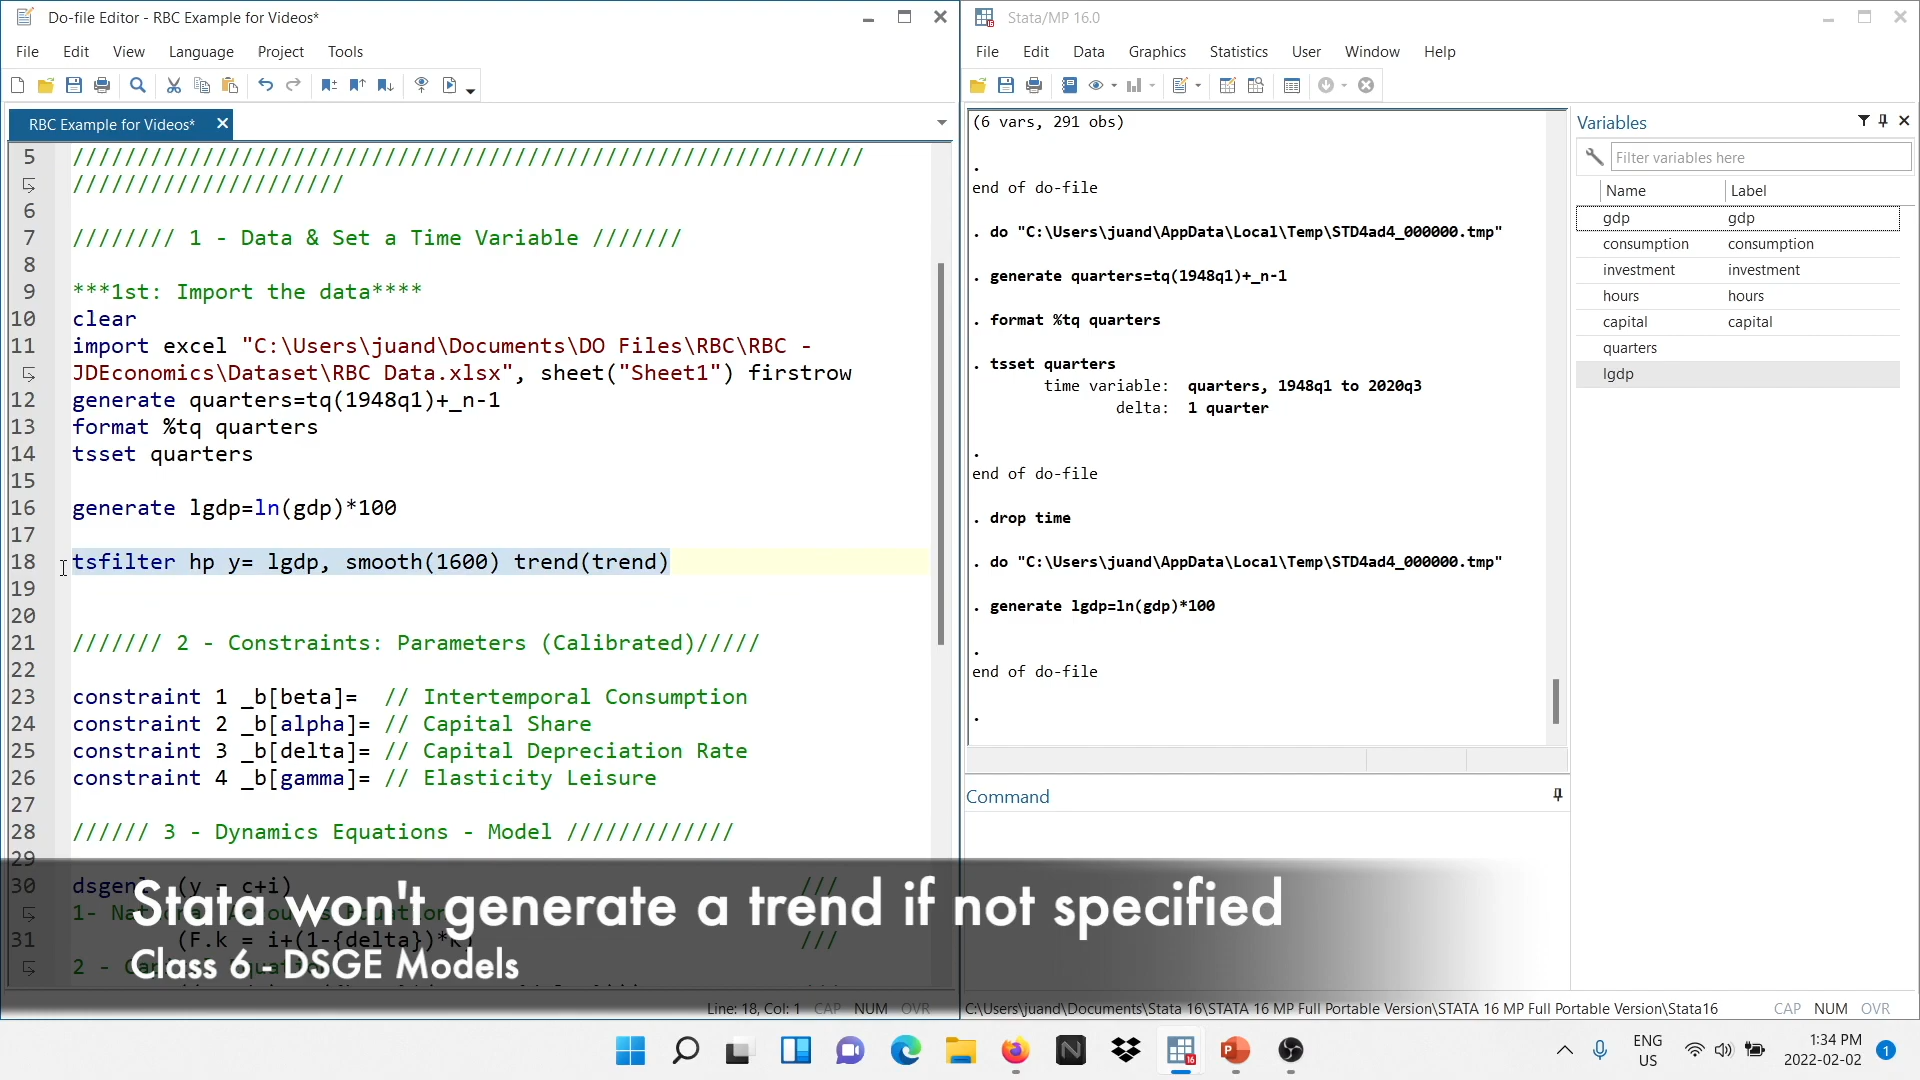 Do-file Editor - RBC Example for Videos*
File Edit View Language Project Tools
RBC Example for Videos*
5 /////////////////////////////////////////////////////////////
/////////////////////
6
7 //////// 1 - Data & Set a Time Variable ///////
8
9 ***1st: Import the data****
10 clear
11 import excel "C:\Users\juand\Documents\DO Files\RBC\RBC -
JDEconomics\Dataset\RBC Data.xlsx", sheet("Sheet1") firstrow
12 generate quarters=tq(1948q1)+_n-1
13 format %tq quarters
14 tsset quarters
15
16 generate lgdp=ln(gdp)*100
17
18 tsfilter hp y= lgdp, smooth(1600) trend(trend)
19
20
21 /////// 2 - Constraints: Parameters (Calibrated)/////
22
23 constraint 1 _b[beta]= // Intertemporal Consumption
24 constraint 2 _b[alpha]= // Capital Share
25 constraint 3 _b[delta]= // Capital Depreciation Rate
26 constraint 4 _b[gamma]= // Elasticity Leisure
27
28 ////// 3 - Dynamics Equations - Model /////////////
29
30 (y = c+i) ///
31 (F.k = i+(1-{delta})*k) ///
Line: 18, Col: 1 CAP NUM OVR
Stata/MP 16.0
File Edit Data Graphics Statistics User Window Help
(6 vars, 291 obs)
.
end of do-file
. do "C:\Users\juand\AppData\Local\Temp\STD4ad4_000000.tmp"
. generate quarters=tq(1948q1)+_n-1
. format %tq quarters
. tsset quarters
time variable: quarters, 1948q1 to 2020q3
delta: 1 quarter
.
end of do-file
. drop time
. do "C:\Users\juand\AppData\Local\Temp\STD4ad4_000000.tmp"
. generate lgdp=ln(gdp)*100
.
end of do-file
.
Command
Variables
Filter variables here
Name Label
gdp gdp
consumption consumption
investment investment
hours hours
capital capital
quarters
lgdp
Stata won't generate a trend if not specified
Class 6 - DSGE Models
C:\Users\juand\Documents\Stata 16\STATA 16 MP Full Portable Version\STATA 16 MP Full Portable Version\Stata16
CAP NUM OVR
16
ENG
US
1:34 PM
2022-02-02
1